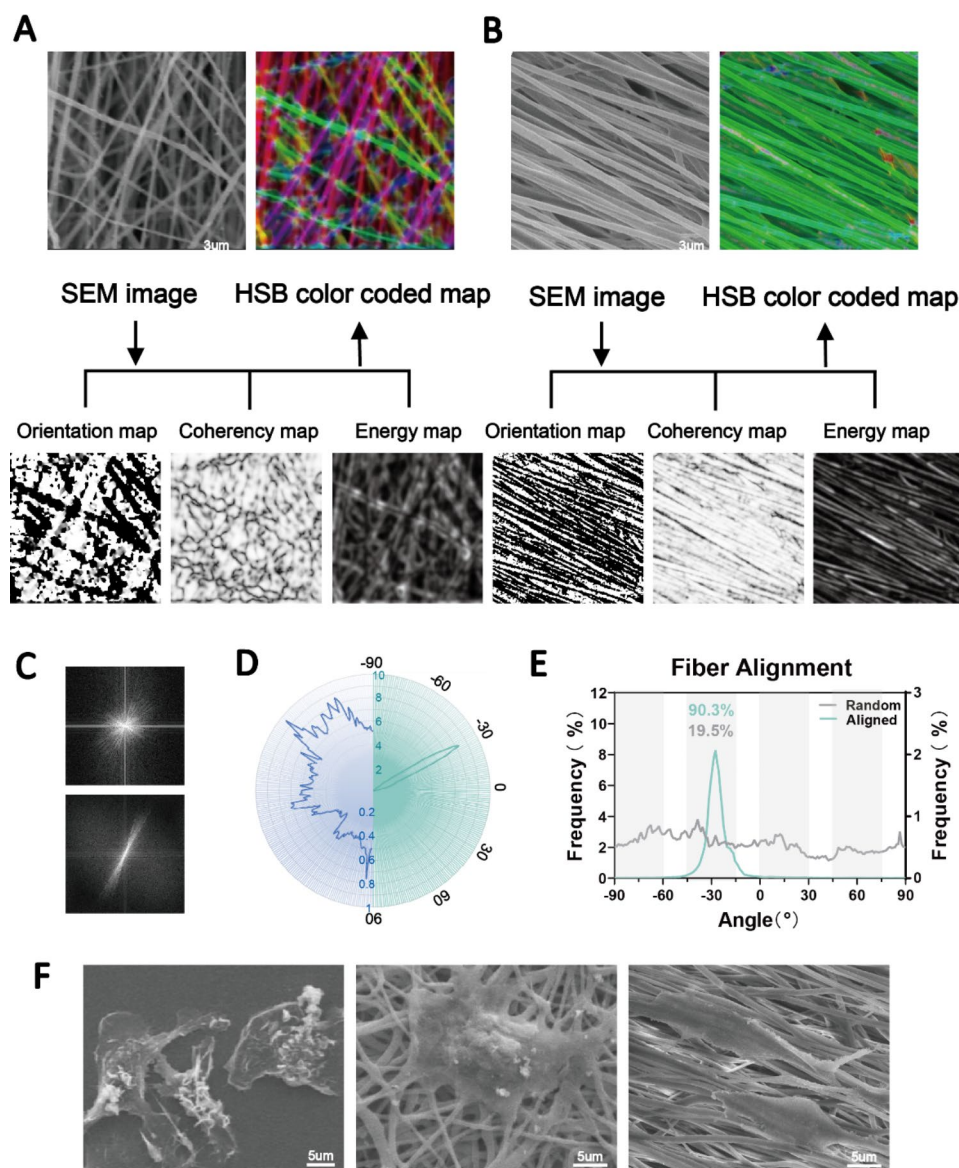 A
B
3um
3um
SEM image
HSB color coded map
SEM image
HSB color coded map
Orientation map
Coherency map
Energy map
Orientation map
Coherency map
Energy map
C
D
E
-90
-60
-30
0
30
60
90
10
8
6
4
2
0.2
0.4
0.6
0.8
1
Fiber Alignment
12
10
8
6
4
2
0
Frequency ( % )
90.3%
19.5%
Random
Aligned
3
2
1
0
Frequency ( % )
-90
-60
-30
0
30
60
90
Angle(°)
F
5um
5um
5um